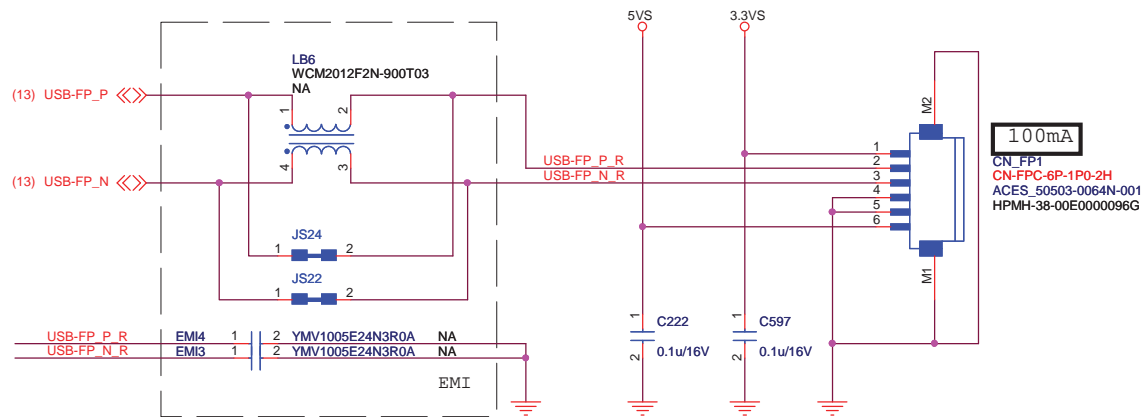 5VS
3.3VS
LB6
WCM2012F2N-900T03
NA
(13) USB-FP_P
1
2
4
3
(13) USB-FP_N
M2
100mA
CN_FP1
CN-FPC-6P-1P0-2H
ACES_50503-0064N-001
HPMH-38-00E0000096G
1
2
3
4
5
6
USB-FP_P_R
USB-FP_N_R
M1
JS24
1
2
JS22
1
2
1
C222
0.1u/16V
2
1
C597
0.1u/16V
2
USB-FP_P_R EMI4 1 2 YMV1005E24N3R0A NA
USB-FP_N_R EMI3 1 2 YMV1005E24N3R0A NA
EMI